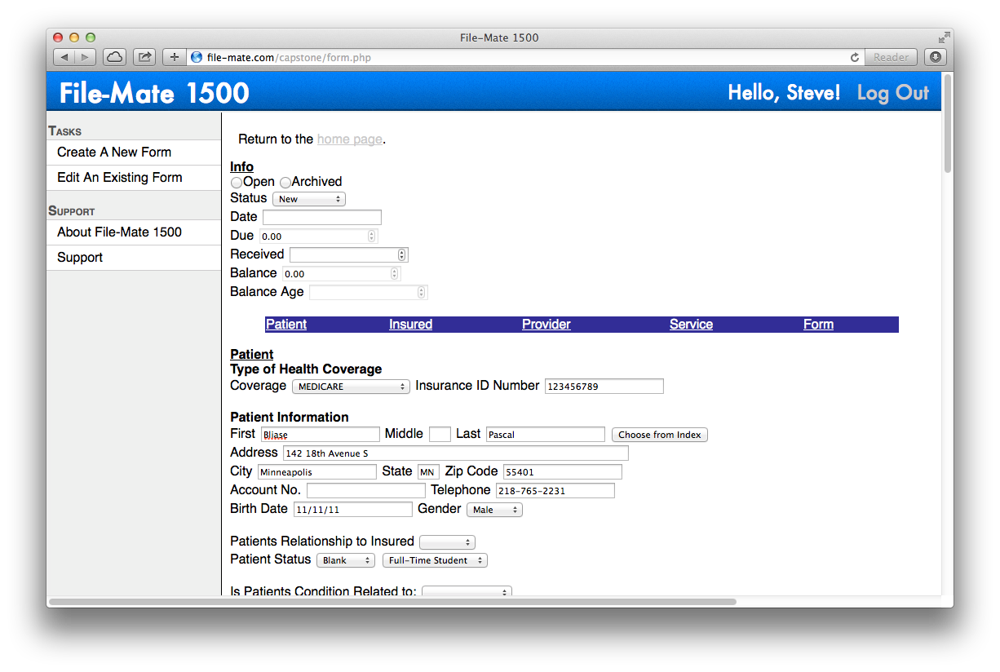 File-Mate 1500
file-mate.com/capstone/form.php
Reader
File-Mate 1500
Hello, Steve! Log Out
Tasks
Create A New Form
Edit An Existing Form
Support
About File-Mate 1500
Support
Return to the home page.
Info
Open Archived
Status New
Date
Due 0.00
Received
Balance 0.00
Balance Age
Patient Insured Provider Service Form
Patient
Type of Health Coverage
Coverage MEDICARE Insurance ID Number 123456789
Patient Information
First Bliase Middle Last Pascal Choose from Index
Address 142 18th Avenue S
City Minneapolis State MN Zip Code 55401
Account No. Telephone 218-765-2231
Birth Date 11/11/11 Gender Male
Patients Relationship to Insured
Patient Status Blank Full-Time Student
Is Patients Condition Related to: